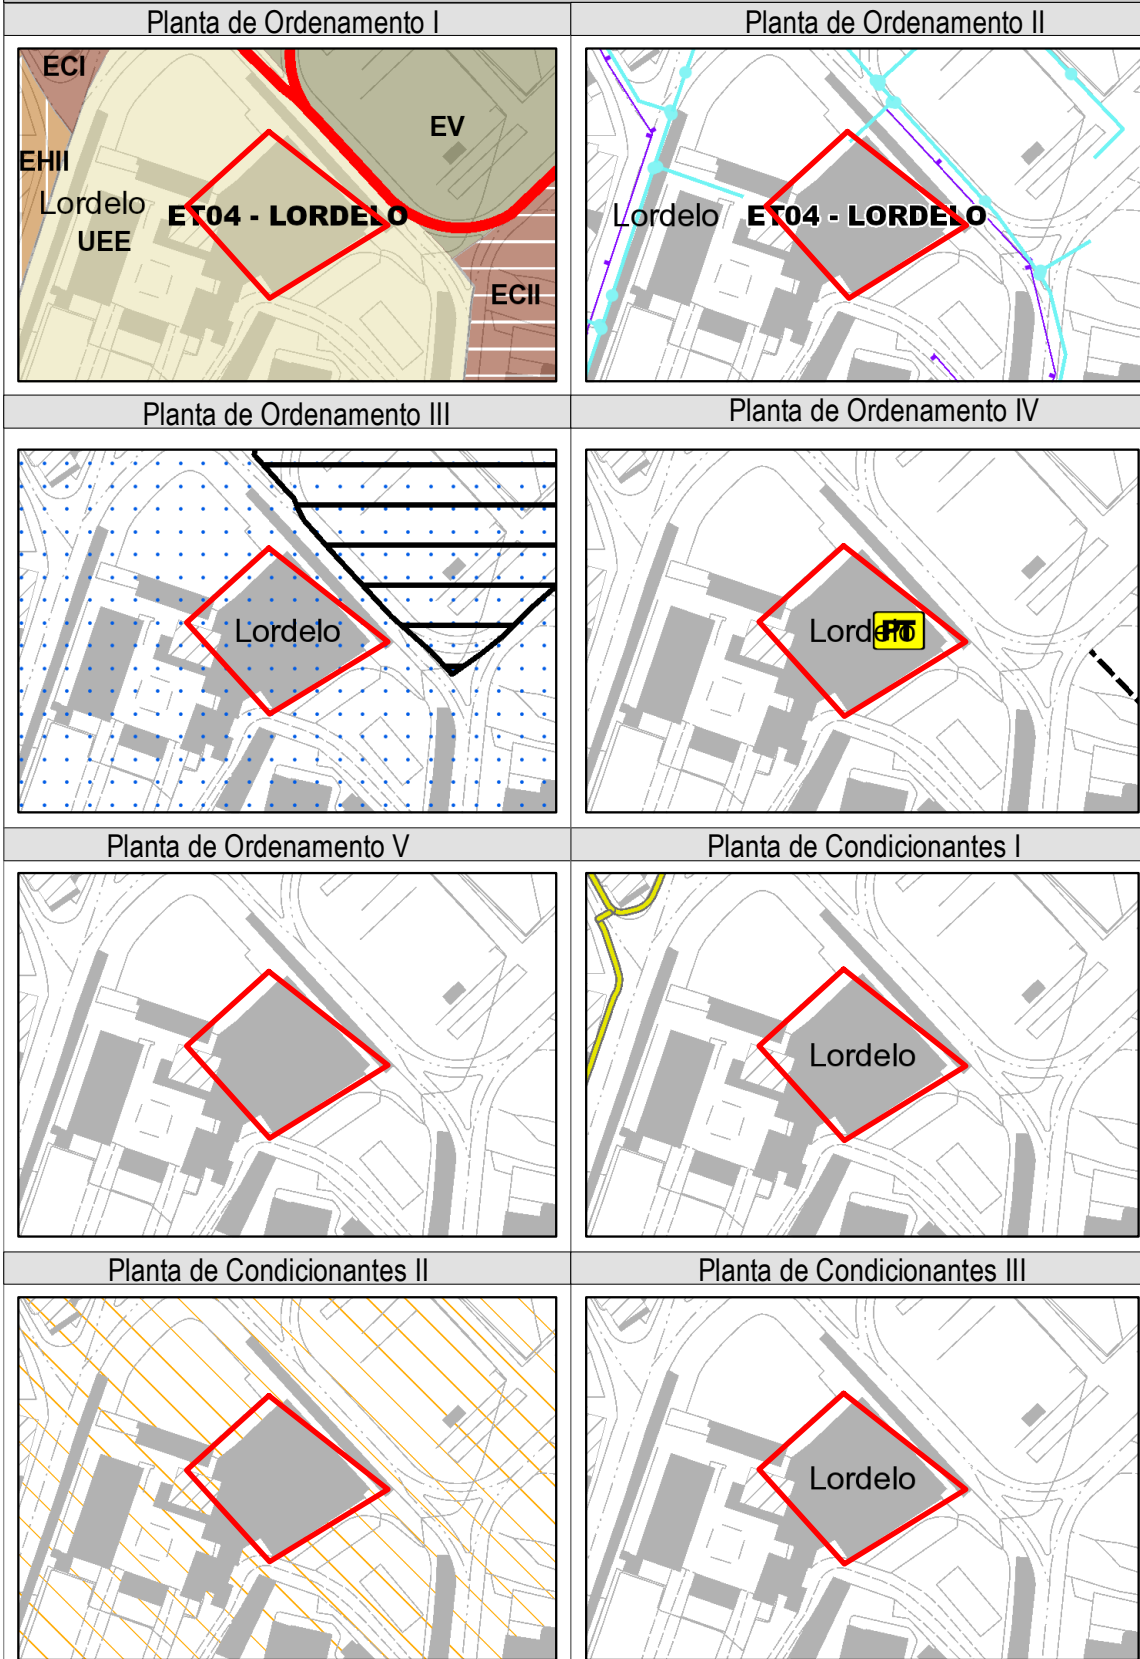 Planta de Ordenamento I
Planta de Ordenamento II
ECI
EV
EHII
Lordelo
UEE
ET04 - LORDELO
ECII
Lordelo
ET04 - LORDELO
Planta de Ordenamento III
Planta de Ordenamento IV
Lordelo
Lordelo
PT
Planta de Ordenamento V
Planta de Condicionantes I
Lordelo
Planta de Condicionantes II
Planta de Condicionantes III
Lordelo